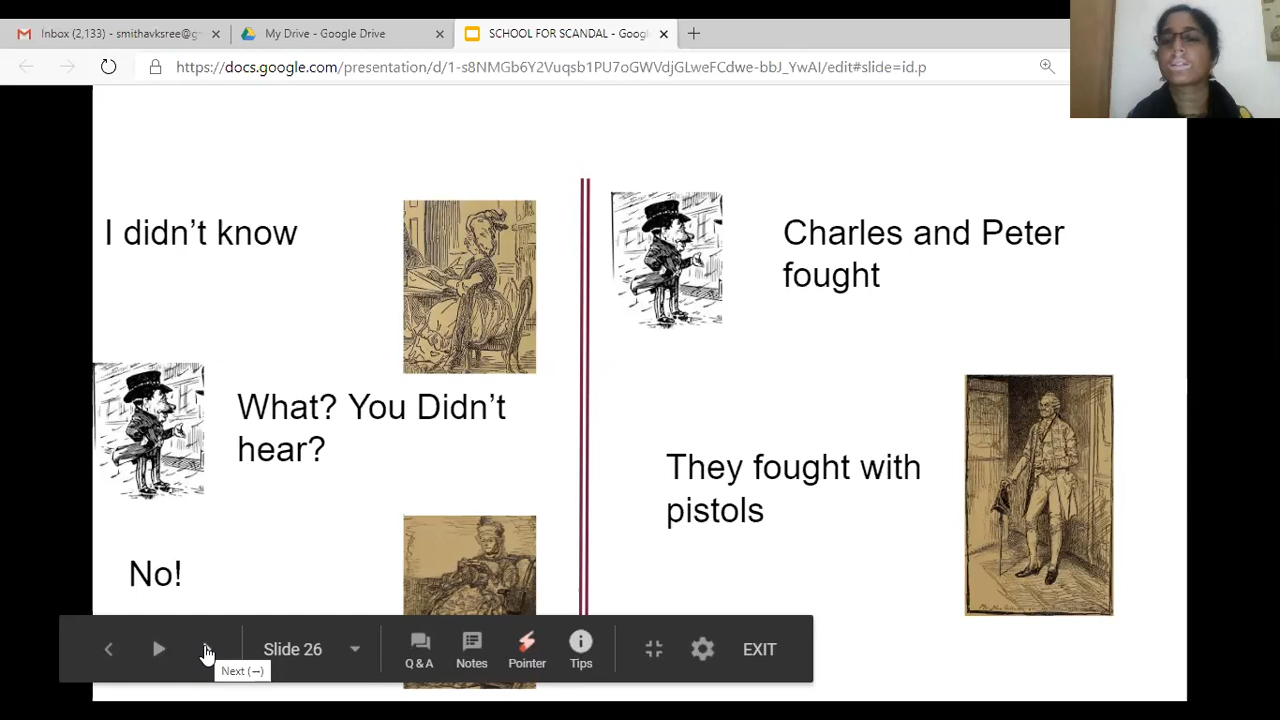 Inbox (2,133) - smithavksree@g
My Drive - Google Drive
SCHOOL FOR SCANDAL - Googl
https://docs.google.com/presentation/d/1-s8NMGb6Y2Vuqsb1PU7oGWVdjGLweFCdwe-bbJ_YwAI/edit#slide=id.p
I didn’t know
What? You Didn’t
hear?
No!
Charles and Peter
fought
They fought with
pistols
Slide 26
Q & A
Notes
Pointer
Tips
EXIT
Next (→)